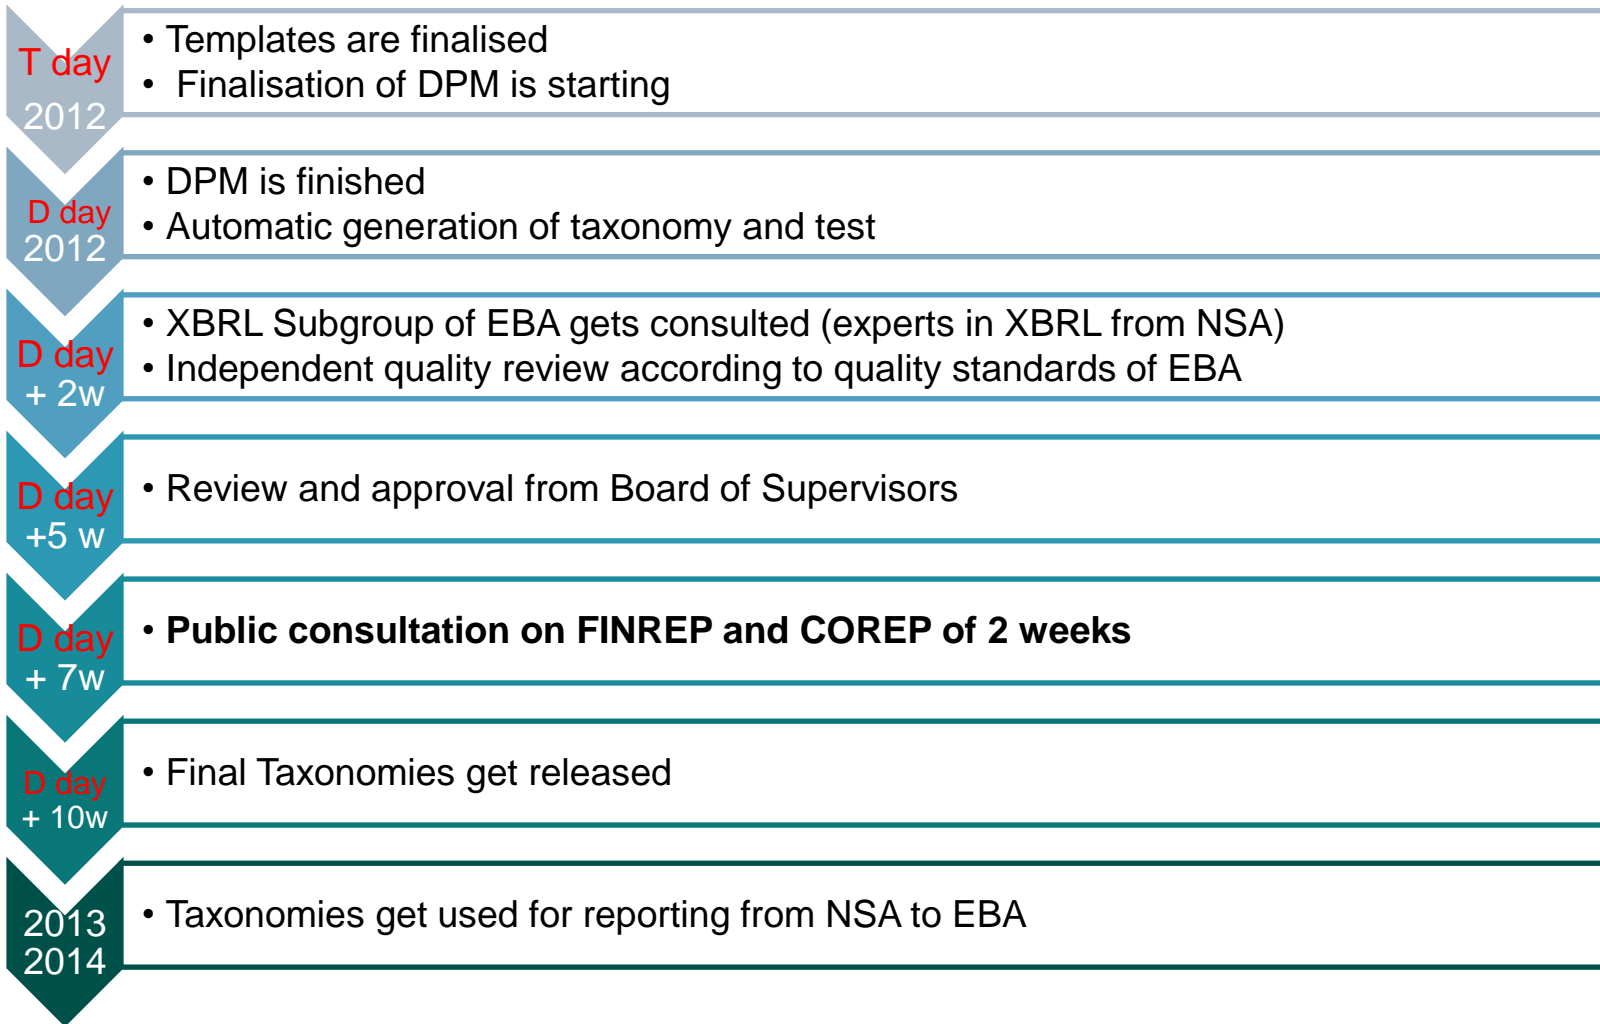 T day
2012
• Templates are finalised
• Finalisation of DPM is starting
D day
2012
• DPM is finished
• Automatic generation of taxonomy and test
D day
+ 2w
• XBRL Subgroup of EBA gets consulted (experts in XBRL from NSA)
• Independent quality review according to quality standards of EBA
D day
+5 w
• Review and approval from Board of Supervisors
D day
+ 7w
• Public consultation on FINREP and COREP of 2 weeks
D day
+ 10w
• Final Taxonomies get released
2013
2014
• Taxonomies get used for reporting from NSA to EBA